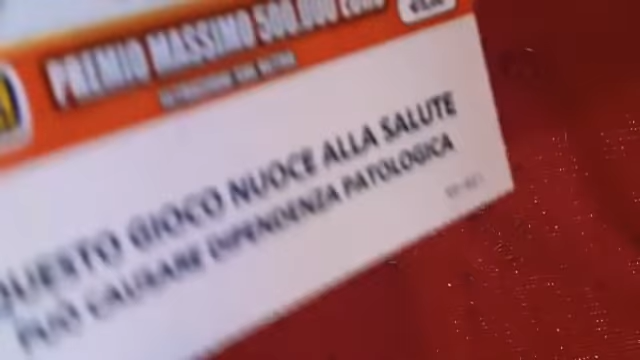 PREMIO MASSIMO 500.000 EURO
QUESTO GIOCO NUOCE ALLA SALUTE
PUÒ CAUSARE DIPENDENZA PATOLOGICA